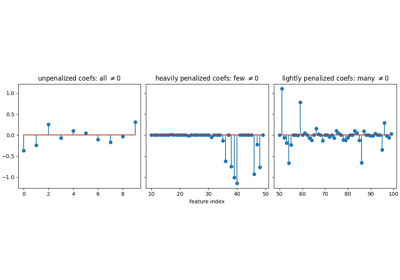 unpenalized coefs: all ≠0
heavily penalized coefs: few ≠0
lightly penalized coefs: many ≠0
1.0
0.5
0.0
−0.5
−1.0
0 2 4 6 8
10 20 30 40 50
50 60 70 80 90 100
feature index